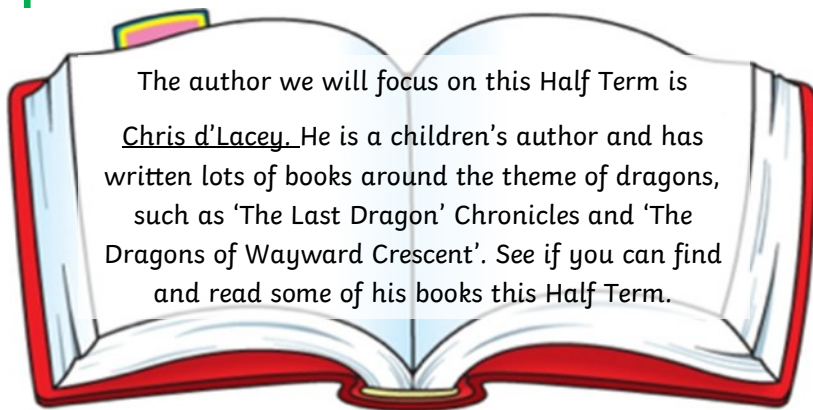 The author we will focus on this Half Term is
Chris d’Lacey. He is a children’s author and has
written lots of books around the theme of dragons,
such as ‘The Last Dragon’ Chronicles and ‘The
Dragons of Wayward Crescent’. See if you can find
and read some of his books this Half Term.